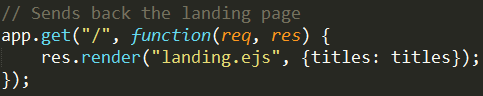 // Sends back the landing page
app.get("/", function(req, res) {
    res.render("landing.ejs", {titles: titles});
});